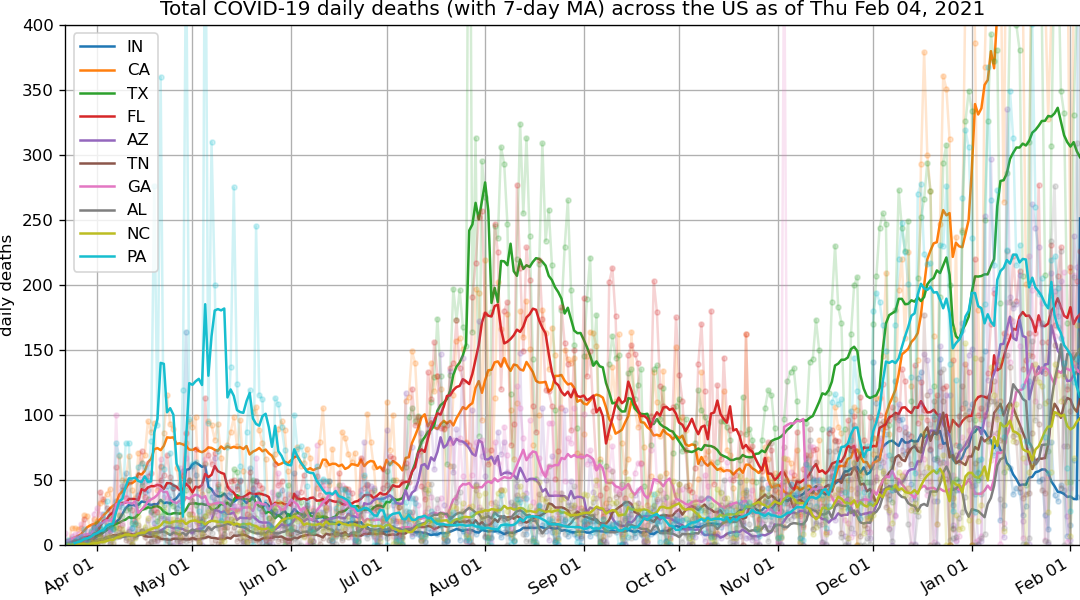 Total COVID-19 daily deaths (with 7-day MA) across the US as of Thu Feb 04, 2021
400
350
300
250
200
150
100
50
0
daily deaths
IN
CA
TX
FL
AZ
TN
GA
AL
NC
PA
Apr 01
May 01
Jun 01
Jul 01
Aug 01
Sep 01
Oct 01
Nov 01
Dec 01
Jan 01
Feb 01